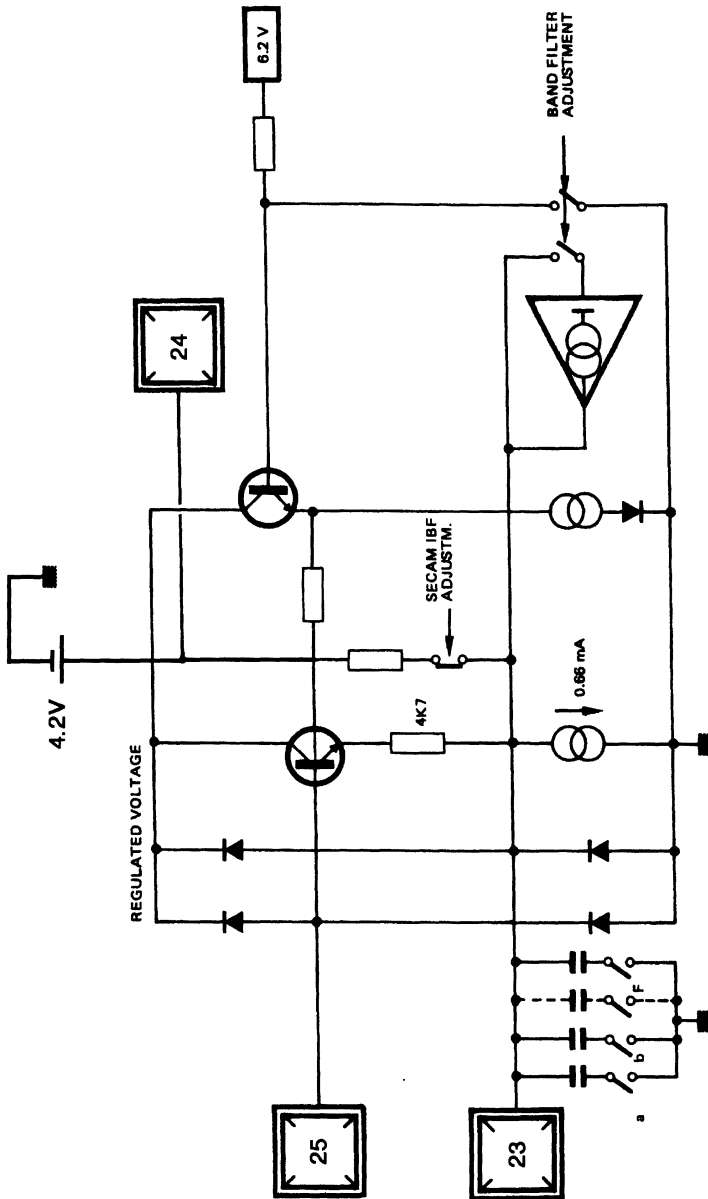 4.2V
REGULATED VOLTAGE
24
6.2 V
25
4K7
SECAM IBF
ADJUSTM.
23
BAND FILTER
ADJUSTMENT
0.66 mA
a
b
F